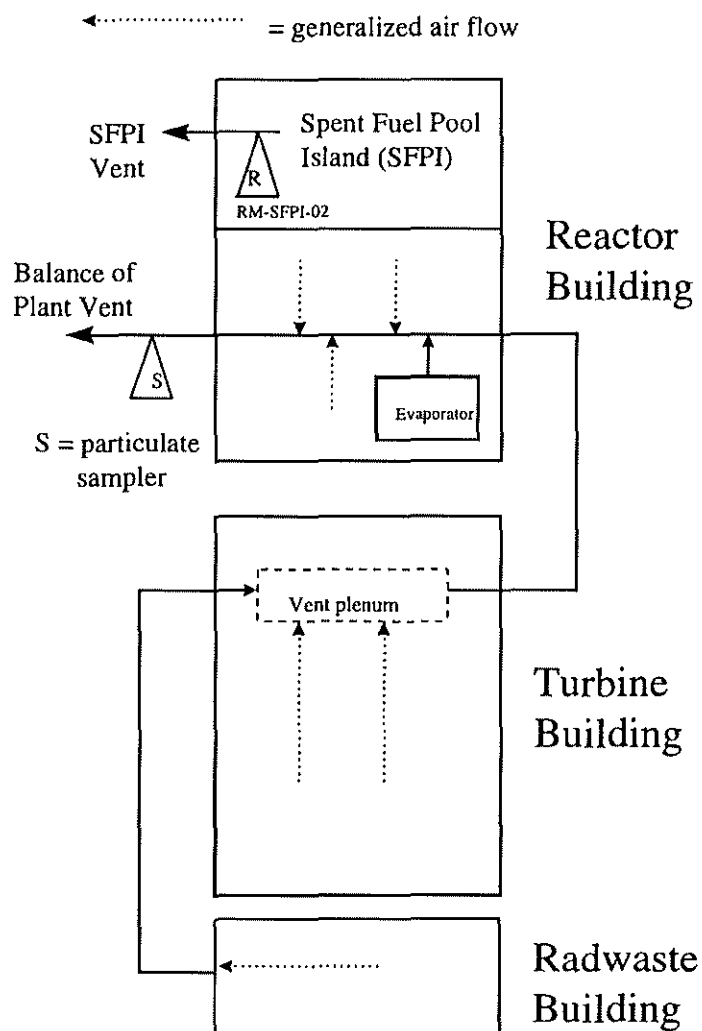 = generalized air flow
SFPI
Vent
Spent Fuel Pool
Island (SFPI)
R
RM-SFPI-02
Reactor
Building
Balance of
Plant Vent
S
S = particulate
sampler
Evaporator
Vent plenum
Turbine
Building
Radwaste
Building